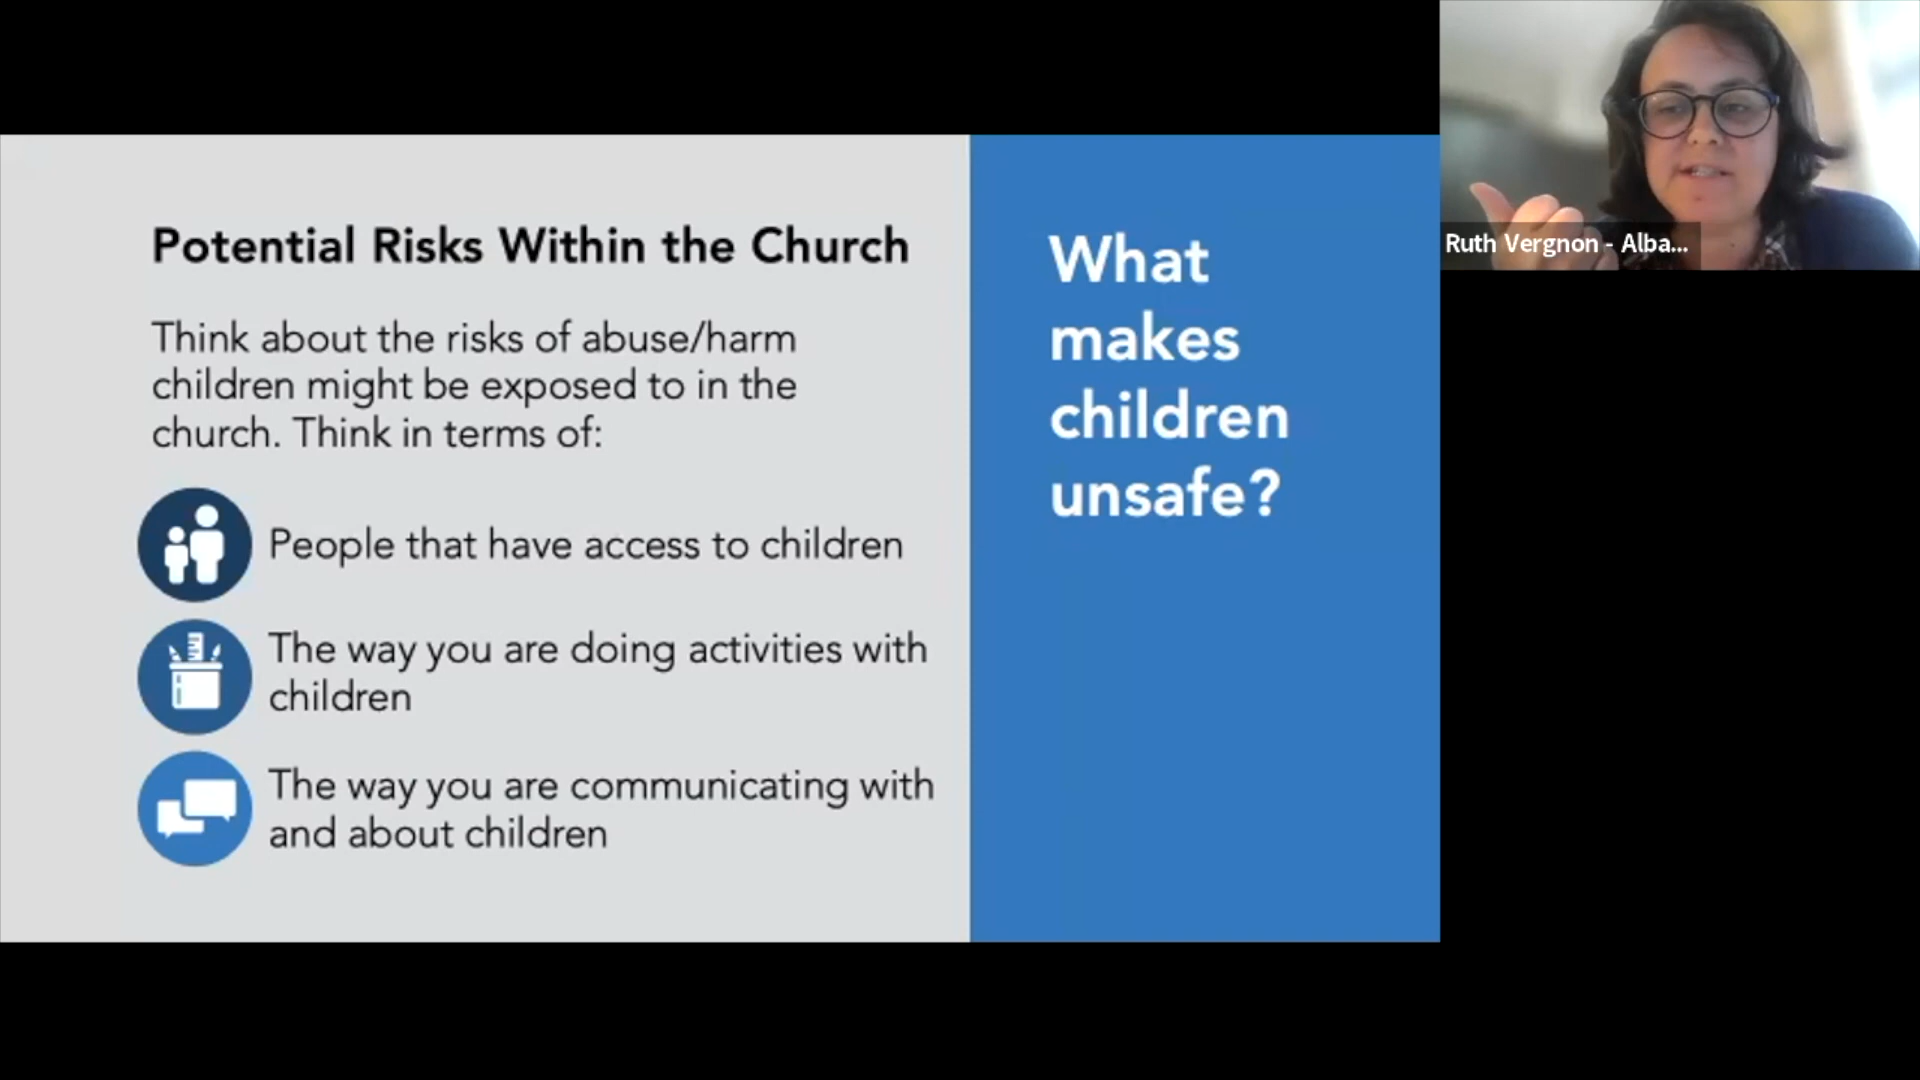 Potential Risks Within the Church
Think about the risks of abuse/harm
children might be exposed to in the
church. Think in terms of:
People that have access to children
The way you are doing activities with
children
The way you are communicating with
and about children
What
makes
children
unsafe?
Ruth Vergnon - Alba...